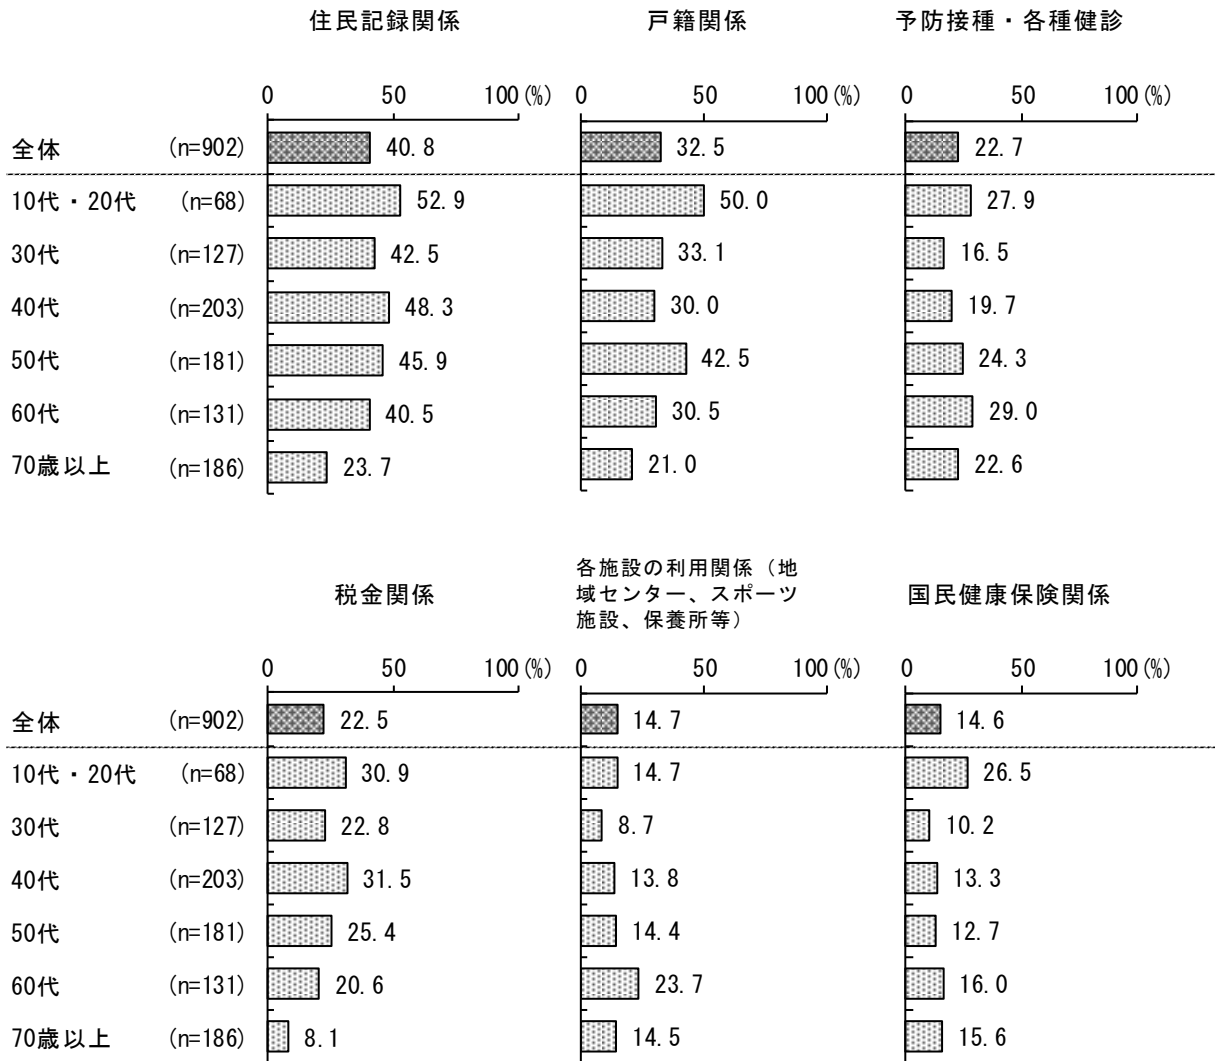 住民記録関係 戸籍関係 予防接種・各種健診
0 50 100(%) 0 50 100(%) 0 50 100(%)
全体 (n=902) 40.8 32.5 22.7
10代・20代 (n=68) 52.9 50.0 27.9
30代 (n=127) 42.5 33.1 16.5
40代 (n=203) 48.3 30.0 19.7
50代 (n=181) 45.9 42.5 24.3
60代 (n=131) 40.5 30.5 29.0
70歳以上 (n=186) 23.7 21.0 22.6
税金関係
各施設の利用関係（地
域センター、スポーツ
施設、保養所等）
国民健康保険関係
0 50 100(%) 0 50 100(%) 0 50 100(%)
全体 (n=902) 22.5 14.7 14.6
10代・20代 (n=68) 30.9 14.7 26.5
30代 (n=127) 22.8 8.7 10.2
40代 (n=203) 31.5 13.8 13.3
50代 (n=181) 25.4 14.4 12.7
60代 (n=131) 20.6 23.7 16.0
70歳以上 (n=186) 8.1 14.5 15.6